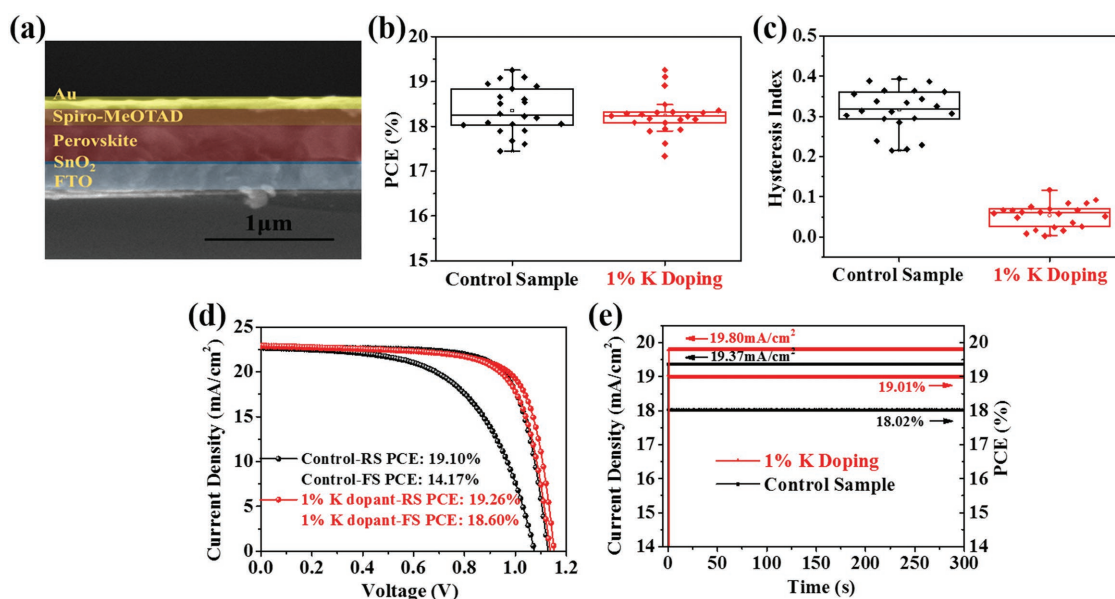 (a)
Au
Spiro-MeOTAD
Perovskite
SnO₂
FTO
1μm
(b)
20
19
18
17
16
15
PCE (%)
Control Sample
1% K Doping
(c)
0.5
0.4
0.3
0.2
0.1
0.0
Hysteresis Index
Control Sample
1% K Doping
(d)
25
20
15
10
5
0
Current Density (mA/cm²)
Control-RS PCE: 19.10%
Control-FS PCE: 14.17%
1% K dopant-RS PCE: 19.26%
1% K dopant-FS PCE: 18.60%
0.0 0.2 0.4 0.6 0.8 1.0 1.2
Voltage (V)
(e)
20
19
18
17
16
15
14
Current Density (mA/cm²)
19.80mA/cm²
19.37mA/cm²
19.01%
18.02%
1% K Doping
Control Sample
20
19
18
17
16
15
14
PCE (%)
0 50 100 150 200 250 300
Time (s)